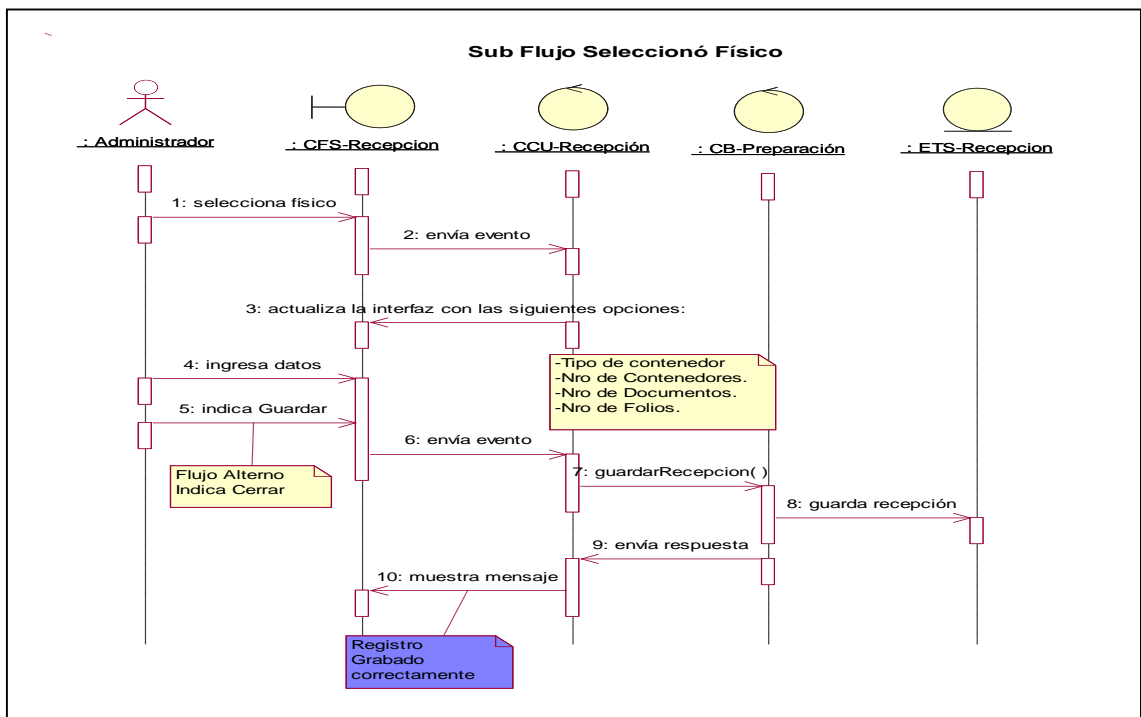 Sub Flujo Seleccionó Físico
: Administrador
: CFS-Recepcion
: CCU-Recepción
: CB-Preparación
: ETS-Recepcion
1: selecciona físico
2: envía evento
3: actualiza la interfaz con las siguientes opciones:
-Tipo de contenedor
-Nro de Contenedores.
-Nro de Documentos.
-Nro de Folios.
4: ingresa datos
5: indica Guardar
Flujo Alterno
Indica Cerrar
6: envía evento
7: guardarRecepcion( )
8: guarda recepción
9: envía respuesta
10: muestra mensaje
Registro
Grabado
correctamente